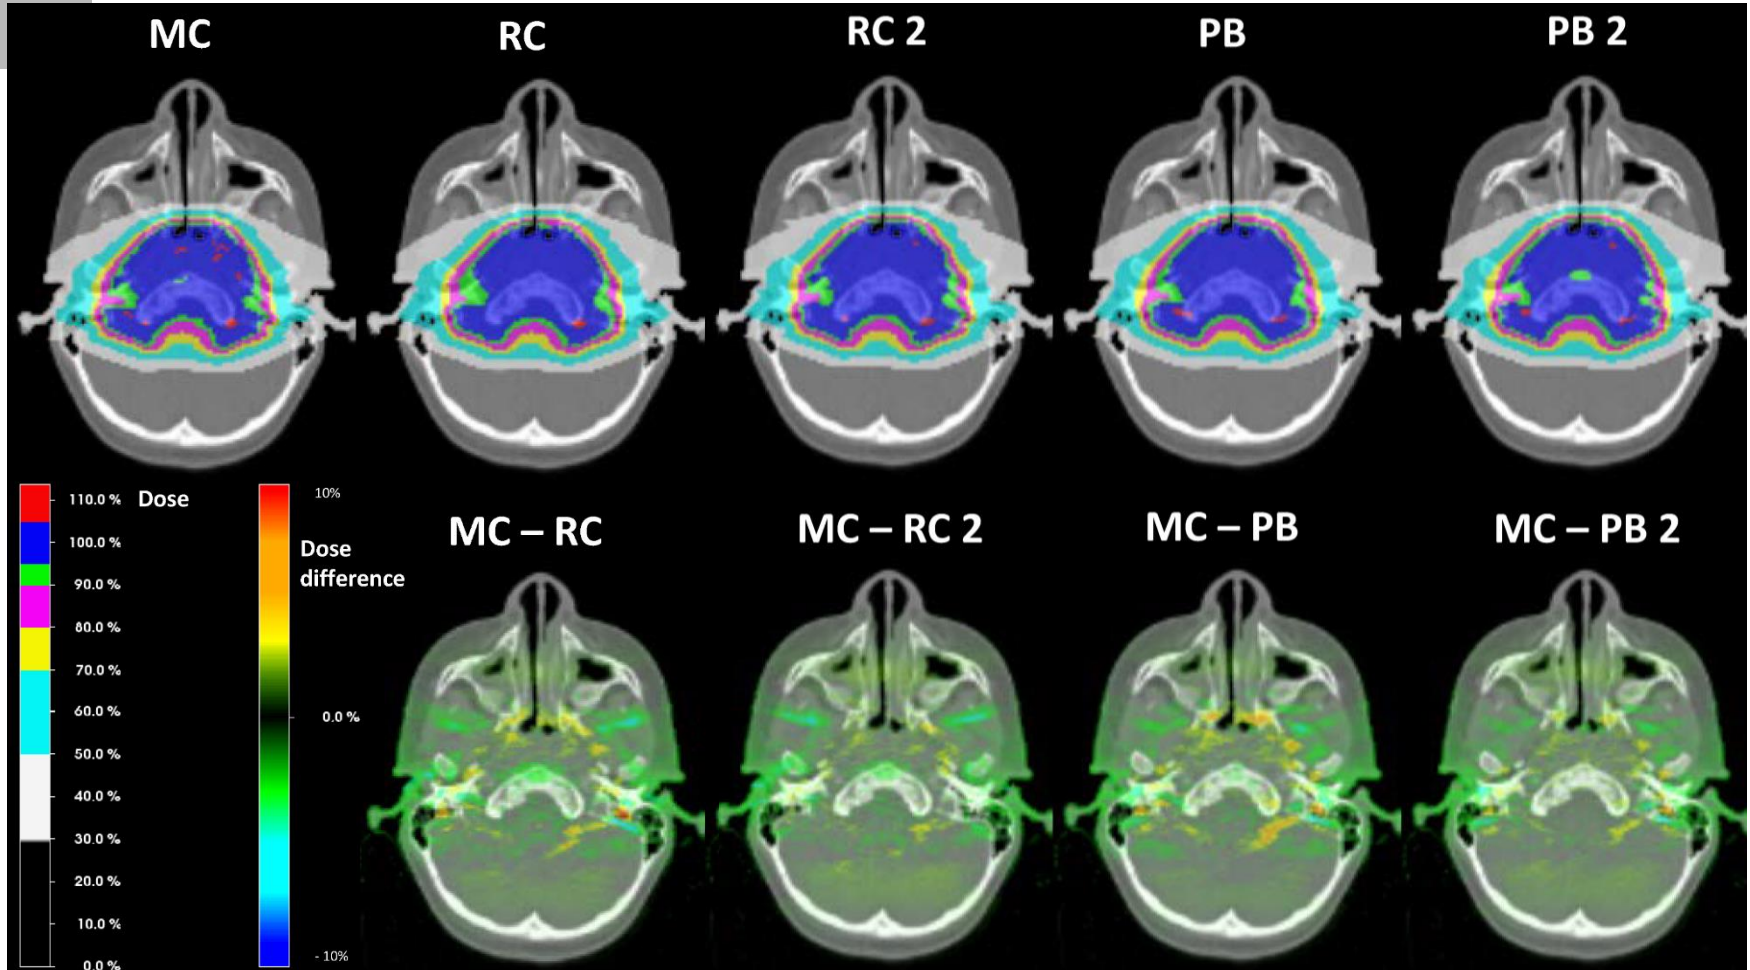 MC
RC
RC 2
PB
PB 2
110.0 %
100.0 %
90.0 %
80.0 %
70.0 %
60.0 %
50.0 %
40.0 %
30.0 %
20.0 %
10.0 %
0.0 %
Dose
10%
Dose
difference
0.0 %
- 10%
MC – RC
MC – RC 2
MC – PB
MC – PB 2